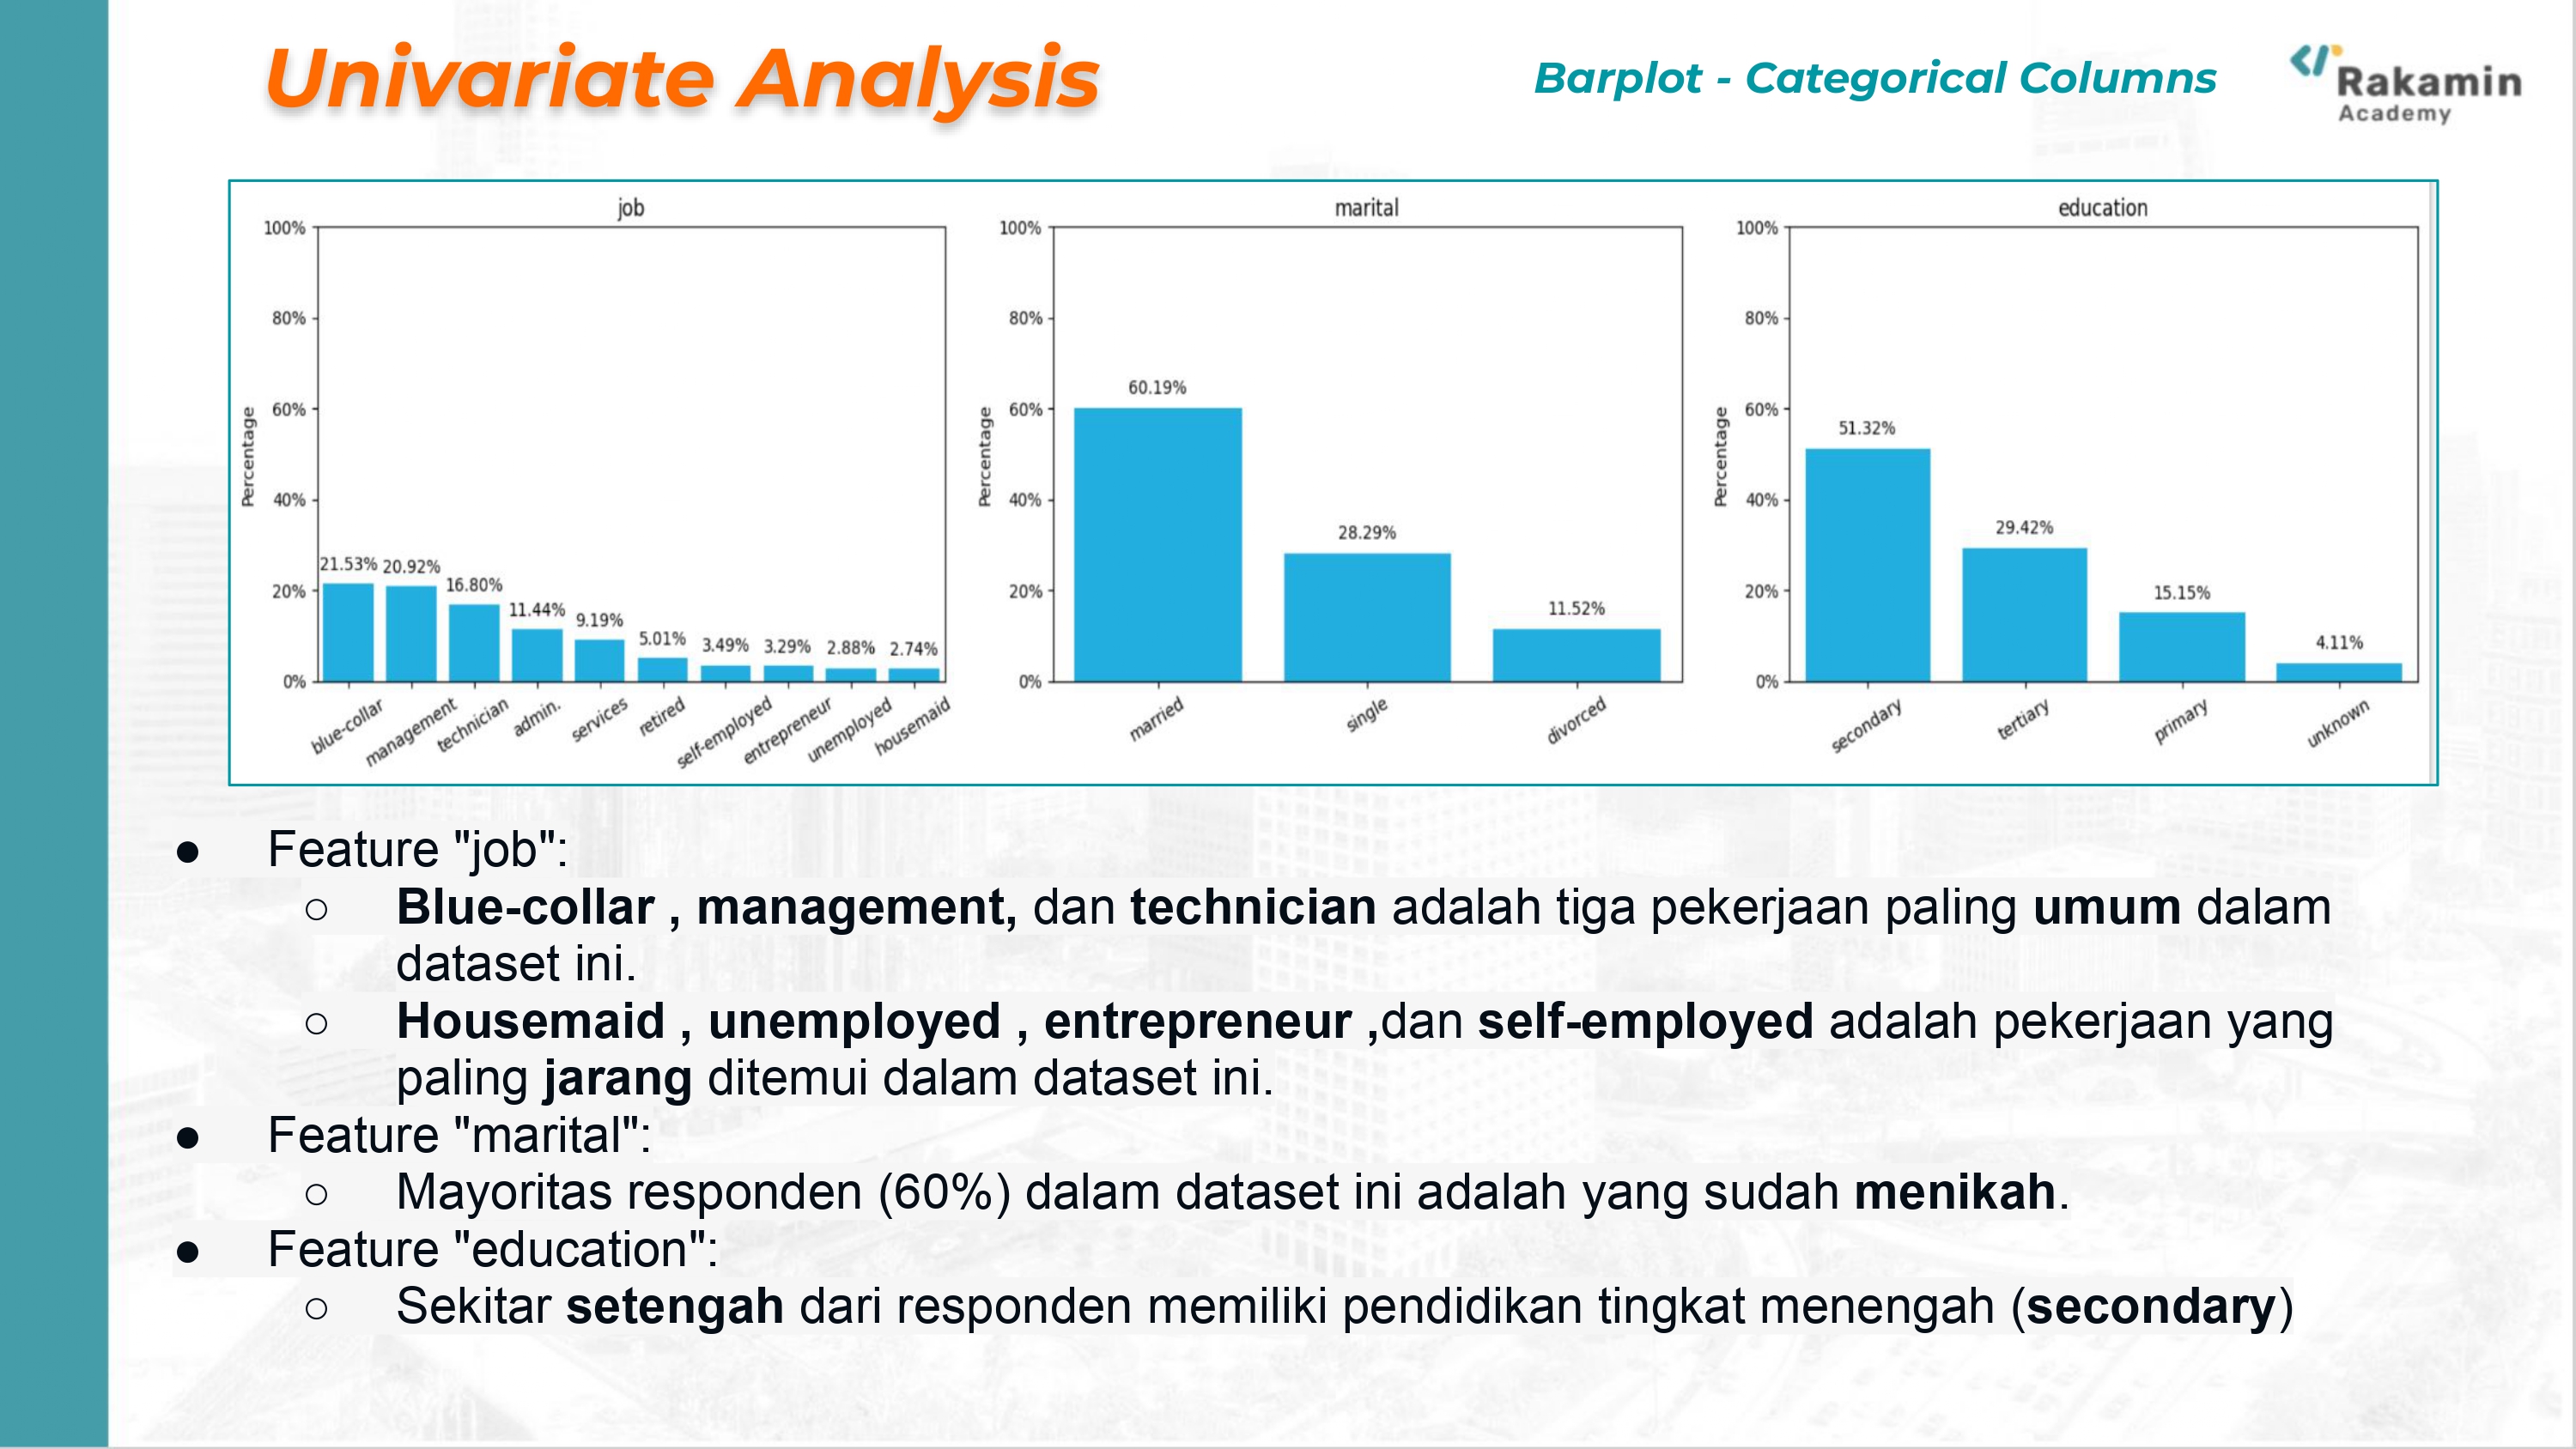 Univariate Analysis
Barplot - Categorical Columns
Rakamin
Academy
job
100%
80%
60%
40%
20%
0%
Percentage
21.53%
20.92%
16.80%
11.44%
9.19%
5.01%
3.49%
3.29%
2.88%
2.74%
blue-collar
management
technician
admin.
services
retired
self-employed
entrepreneur
unemployed
housemaid
marital
100%
80%
60%
40%
20%
0%
Percentage
60.19%
28.29%
11.52%
married
single
divorced
education
100%
80%
60%
40%
20%
0%
Percentage
51.32%
29.42%
15.15%
4.11%
secondary
tertiary
primary
unknown
● Feature "job":
○ Blue-collar , management, dan technician adalah tiga pekerjaan paling umum dalam
dataset ini.
○ Housemaid , unemployed , entrepreneur ,dan self-employed adalah pekerjaan yang
paling jarang ditemui dalam dataset ini.
● Feature "marital":
○ Mayoritas responden (60%) dalam dataset ini adalah yang sudah menikah.
● Feature "education":
○ Sekitar setengah dari responden memiliki pendidikan tingkat menengah (secondary)